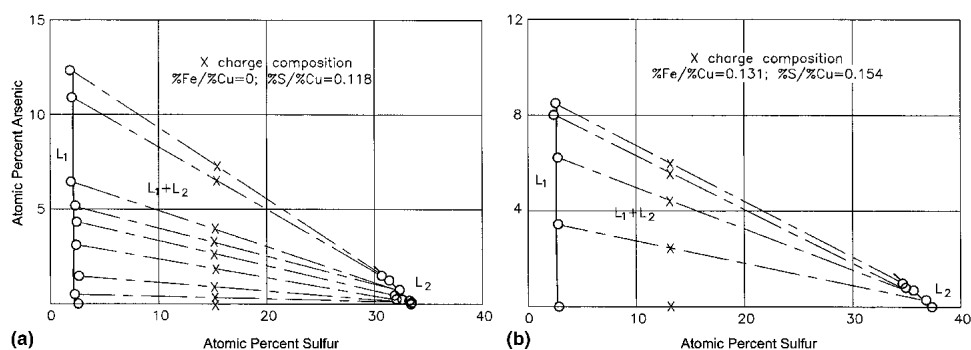 15
10
5
0
0
10
20
30
40
Atomic Percent Arsenic
X charge composition
%Fe/%Cu=0; %S/%Cu=0.118
L₁
L₁+L₂
L₂
(a)
Atomic Percent Sulfur
12
8
4
0
0
10
20
30
40
X charge composition
%Fe/%Cu=0.131; %S/%Cu=0.154
L₁
L₁+L₂
L₂
(b)
Atomic Percent Sulfur